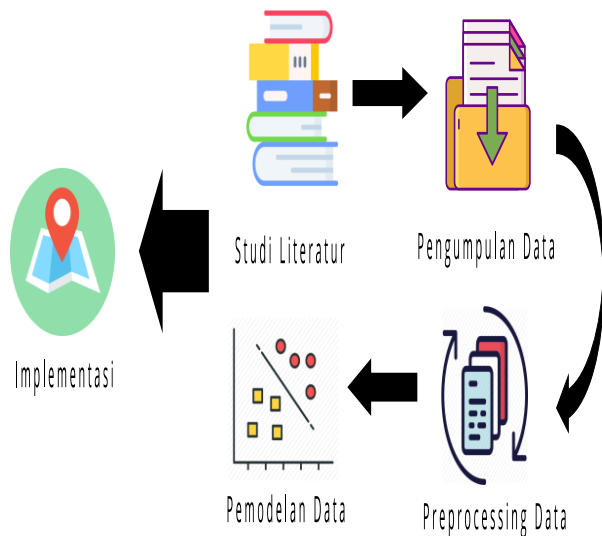 Studi Literatur
Pengumpulan Data
Implementasi
Pemodelan Data
Preprocessing Data